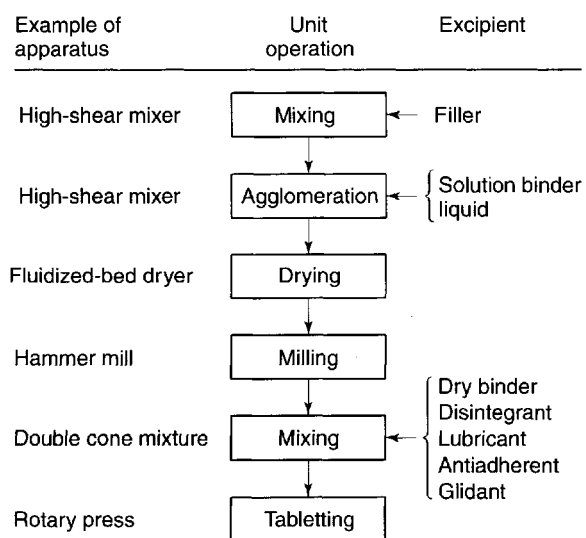 Example of apparatus Unit operation Excipient
High-shear mixer Mixing Filler
High-shear mixer Agglomeration Solution binder
liquid
Fluidized-bed dryer Drying
Hammer mill Milling
Dry binder
Disintegrant
Double cone mixture Mixing Lubricant
Antiadherent
Glidant
Rotary press Tabletting